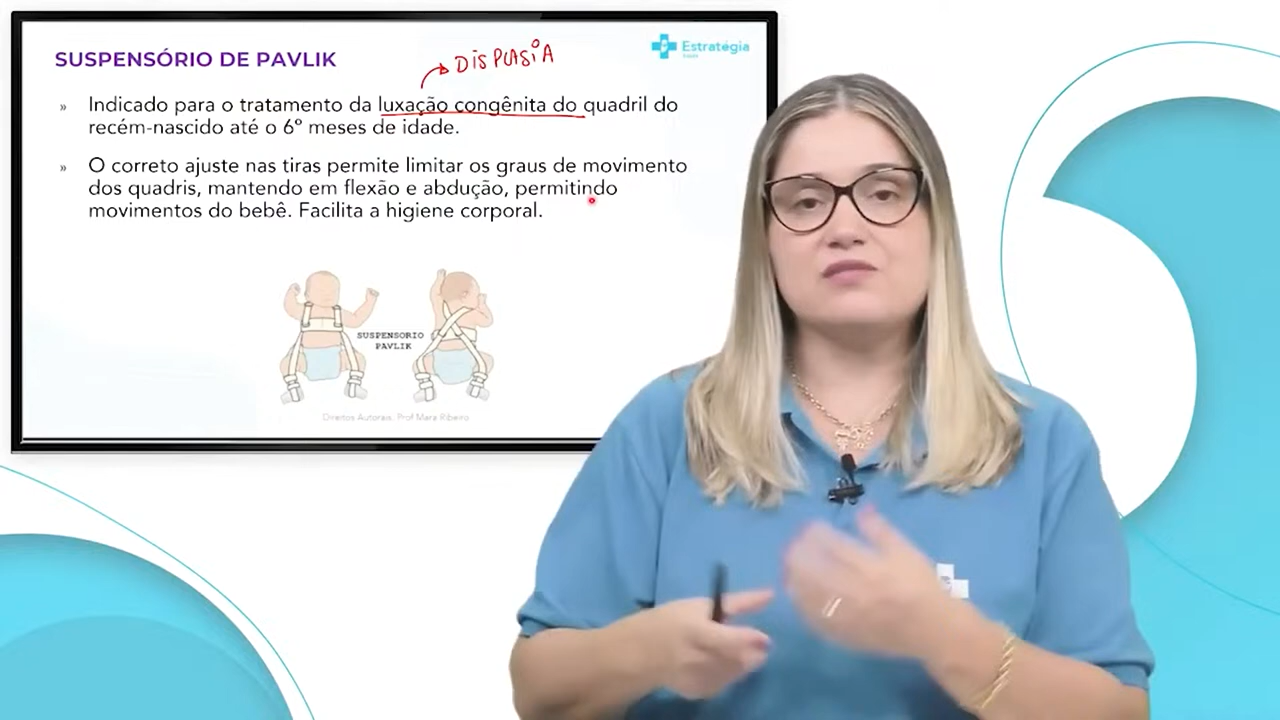 SUSPENSÓRIO DE PAVLIK
DISPLASIA
Estratégia
» Indicado para o tratamento da luxação congênita do quadril do
recém-nascido até o 6º meses de idade.
» O correto ajuste nas tiras permite limitar os graus de movimento
dos quadris, mantendo em flexão e abdução, permitindo
movimentos do bebê. Facilita a higiene corporal.
SUSPENSORIO
PAVLIK
Direitos Autorais: Prof Mara Ribeiro